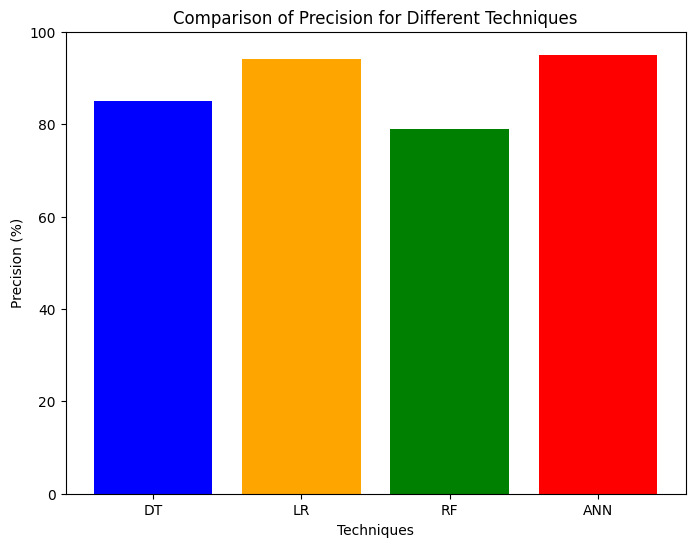 Comparison of Precision for Different Techniques
100
80
60
40
20
0
Precision (%)
DT LR RF ANN
Techniques